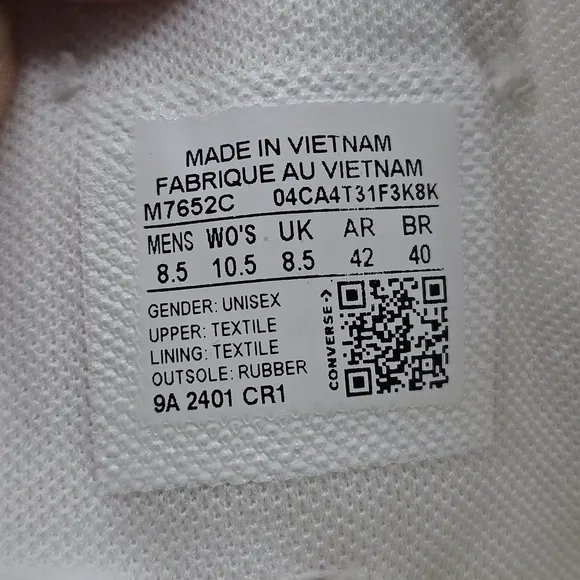 MADE IN VIETNAM
FABRIQUE AU VIETNAM
M7652C 04CA4T31F3K8K
MENS WO'S UK AR BR
8.5 10.5 8.5 42 40
GENDER: UNISEX
UPPER: TEXTILE
LINING: TEXTILE
OUTSOLE: RUBBER
9A 2401 CR1
CONVERSE